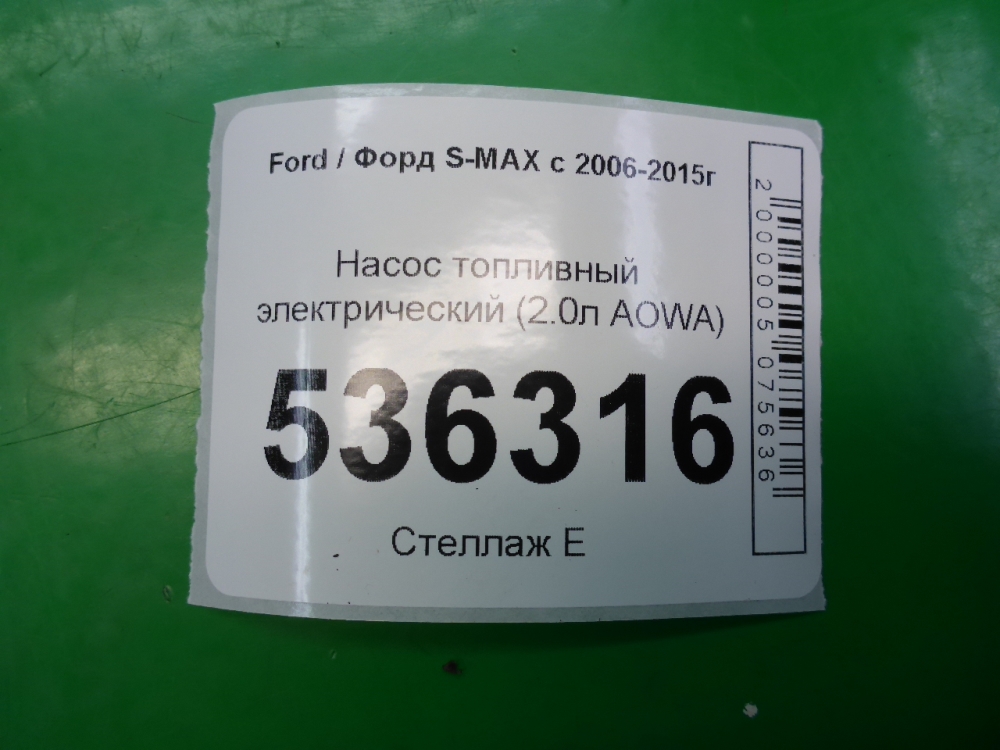 Ford / Форд S-MAX с 2006-2015г
Насос топливный
электрический (2.0л AOWA)
536316
Стеллаж Е
2000005075636